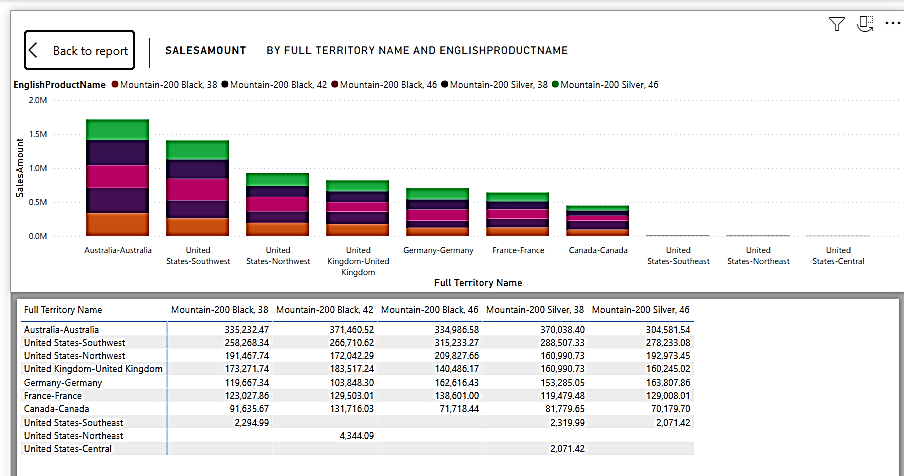 Back to report
SALESAMOUNT BY FULL TERRITORY NAME AND ENGLISHPRODUCTNAME
EnglishProductName Mountain-200 Black, 38 Mountain-200 Black, 42 Mountain-200 Black, 46 Mountain-200 Silver, 38 Mountain-200 Silver, 46
2.0M
1.5M
1.0M
0.5M
0.0M
SalesAmount
Australia-Australia
United
States-Southwest
United
States-Northwest
United
Kingdom-United
Kingdom
Germany-Germany
France-France
Canada-Canada
United
States-Southeast
United
States-Northeast
United
States-Central
Full Territory Name
Full Territory Name Mountain-200 Black, 38 Mountain-200 Black, 42 Mountain-200 Black, 46 Mountain-200 Silver, 38 Mountain-200 Silver, 46
Australia-Australia 335,232.47 371,460.52 334,986.58 370,038.40 304,581.54
United States-Southwest 258,268.34 266,710.62 315,233.27 288,507.33 278,233.08
United States-Northwest 191,467.74 172,042.29 209,827.66 160,990.73 192,973.45
United Kingdom-United Kingdom 173,271.74 183,517.24 140,486.17 160,990.73 160,245.02
Germany-Germany 119,667.34 103,848.30 162,616.43 153,285.05 163,807.86
France-France 123,027.86 129,503.01 138,601.00 119,479.48 129,008.01
Canada-Canada 91,635.67 131,716.03 71,718.44 81,779.65 70,179.70
United States-Southeast 2,294.99 2,319.99 2,071.42
United States-Northeast 4,344.09
United States-Central 2,071.42